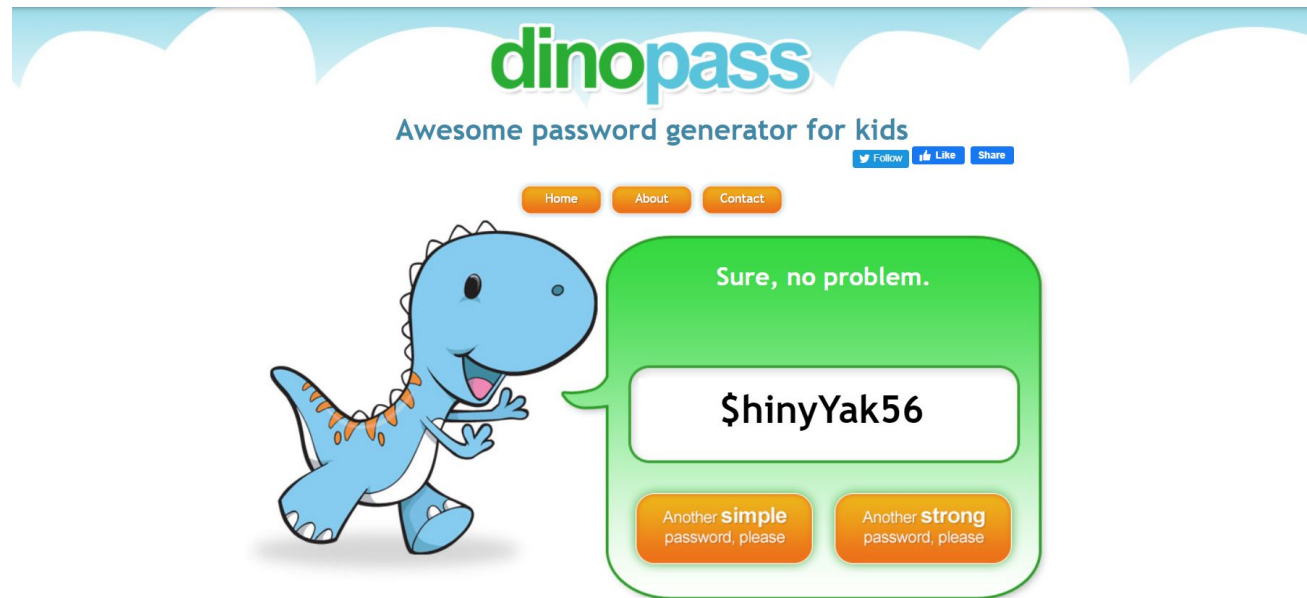 dinopass
Awesome password generator for kids
Follow
Like
Share
Home
About
Contact
Sure, no problem.
$hinyYak56
Another simple
password, please
Another strong
password, please